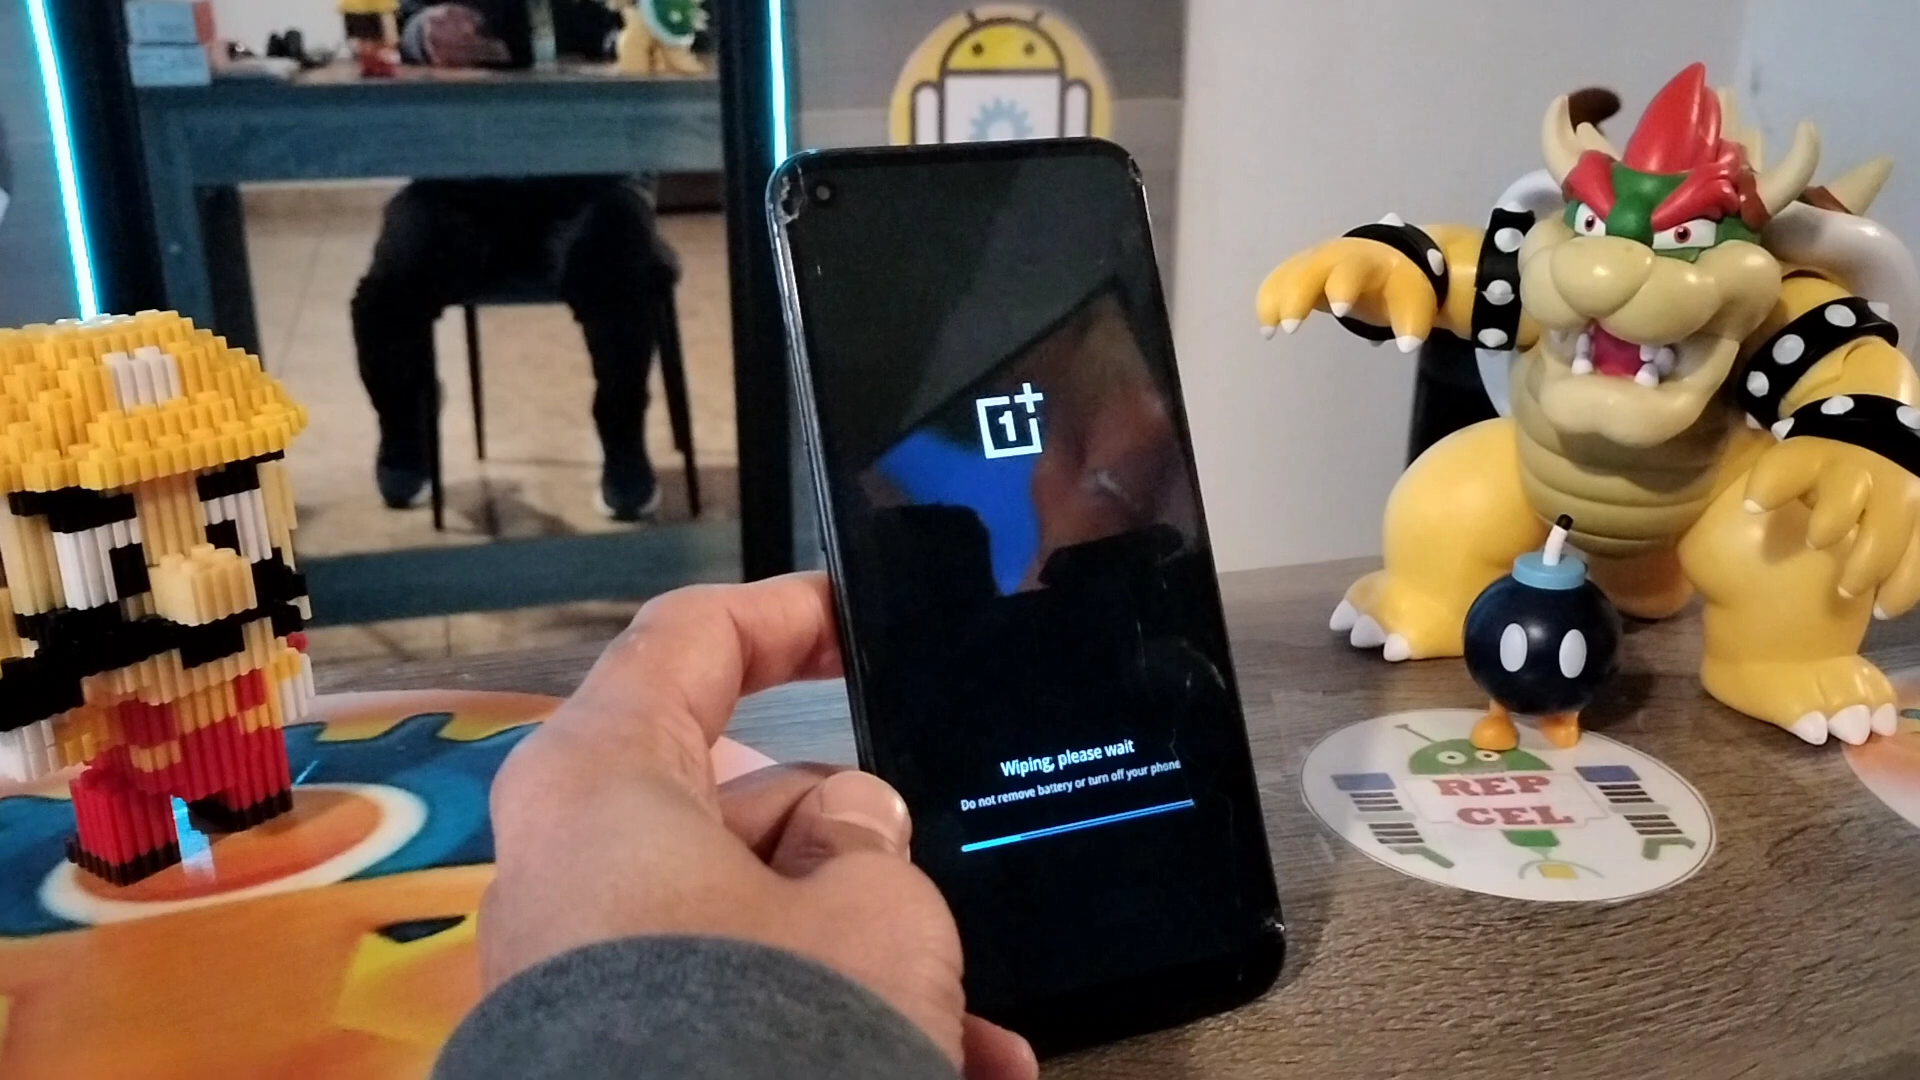 1+
Wiping, please wait
Do not remove battery or turn off your phone
REP
CEL